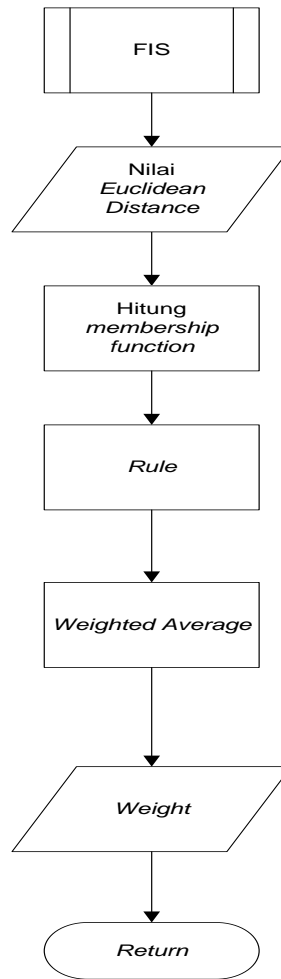 FIS
Nilai
Euclidean
Distance
Hitung
membership
function
Rule
Weighted Average
Weight
Return